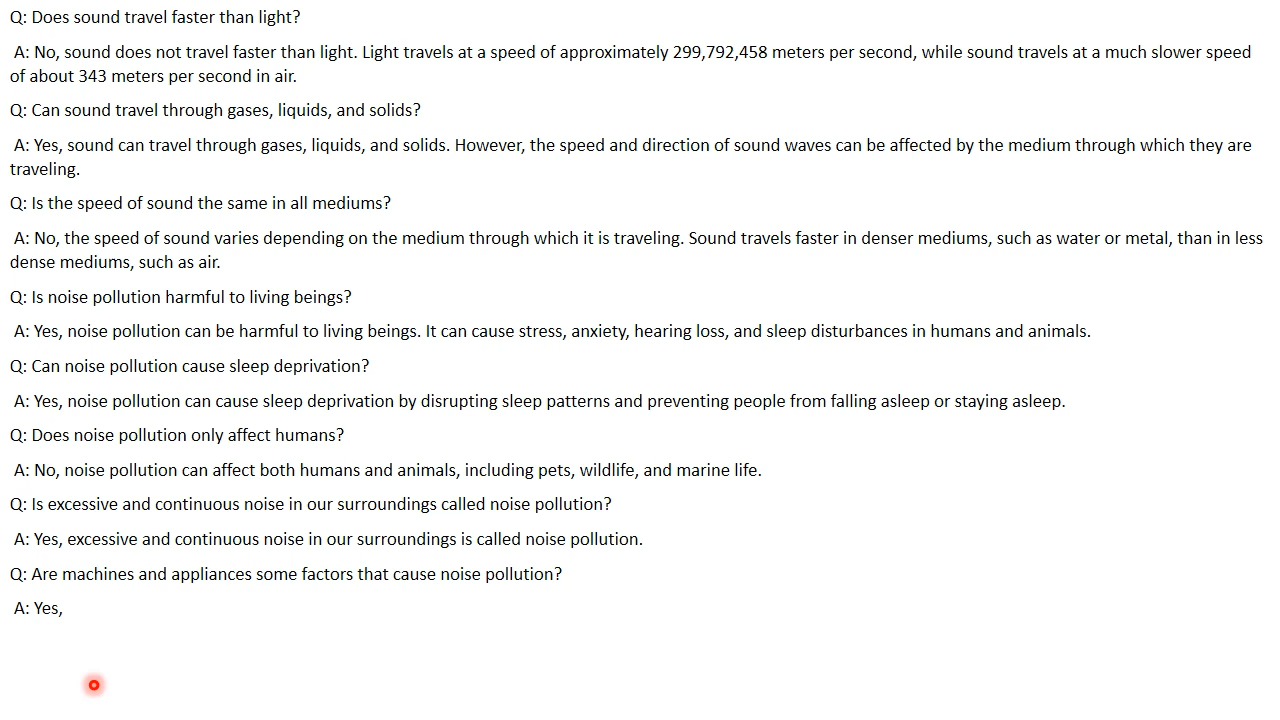 Q: Does sound travel faster than light?
A: No, sound does not travel faster than light. Light travels at a speed of approximately 299,792,458 meters per second, while sound travels at a much slower speed
of about 343 meters per second in air.
Q: Can sound travel through gases, liquids, and solids?
A: Yes, sound can travel through gases, liquids, and solids. However, the speed and direction of sound waves can be affected by the medium through which they are
traveling.
Q: Is the speed of sound the same in all mediums?
A: No, the speed of sound varies depending on the medium through which it is traveling. Sound travels faster in denser mediums, such as water or metal, than in less
dense mediums, such as air.
Q: Is noise pollution harmful to living beings?
A: Yes, noise pollution can be harmful to living beings. It can cause stress, anxiety, hearing loss, and sleep disturbances in humans and animals.
Q: Can noise pollution cause sleep deprivation?
A: Yes, noise pollution can cause sleep deprivation by disrupting sleep patterns and preventing people from falling asleep or staying asleep.
Q: Does noise pollution only affect humans?
A: No, noise pollution can affect both humans and animals, including pets, wildlife, and marine life.
Q: Is excessive and continuous noise in our surroundings called noise pollution?
A: Yes, excessive and continuous noise in our surroundings is called noise pollution.
Q: Are machines and appliances some factors that cause noise pollution?
A: Yes,